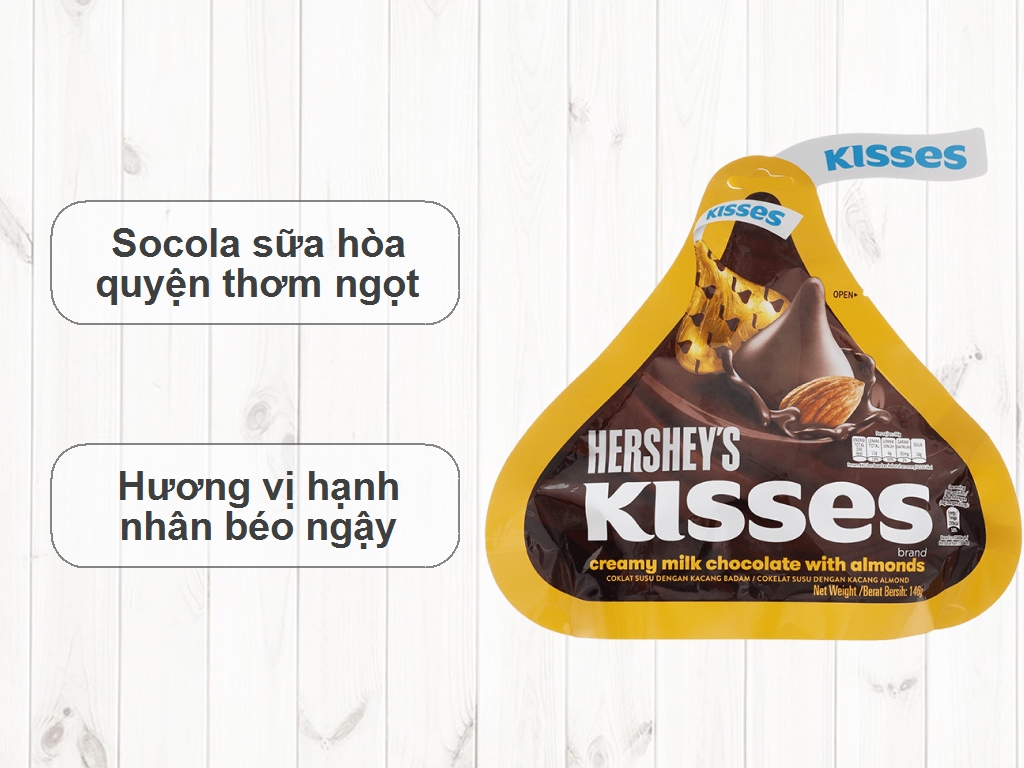 Socola sữa hòa
quyện thơm ngọt
Hương vị hạnh
nhân béo ngậy
KISSES
KISSES
OPEN
HERSHEY'S
KISSES
brand
creamy milk chocolate with almonds
COKLAT SUSU DENGAN KACANG BADAM / COKELAT SUSU DENGAN KACANG ALMOND
Net Weight /Berat Bersih: 146g